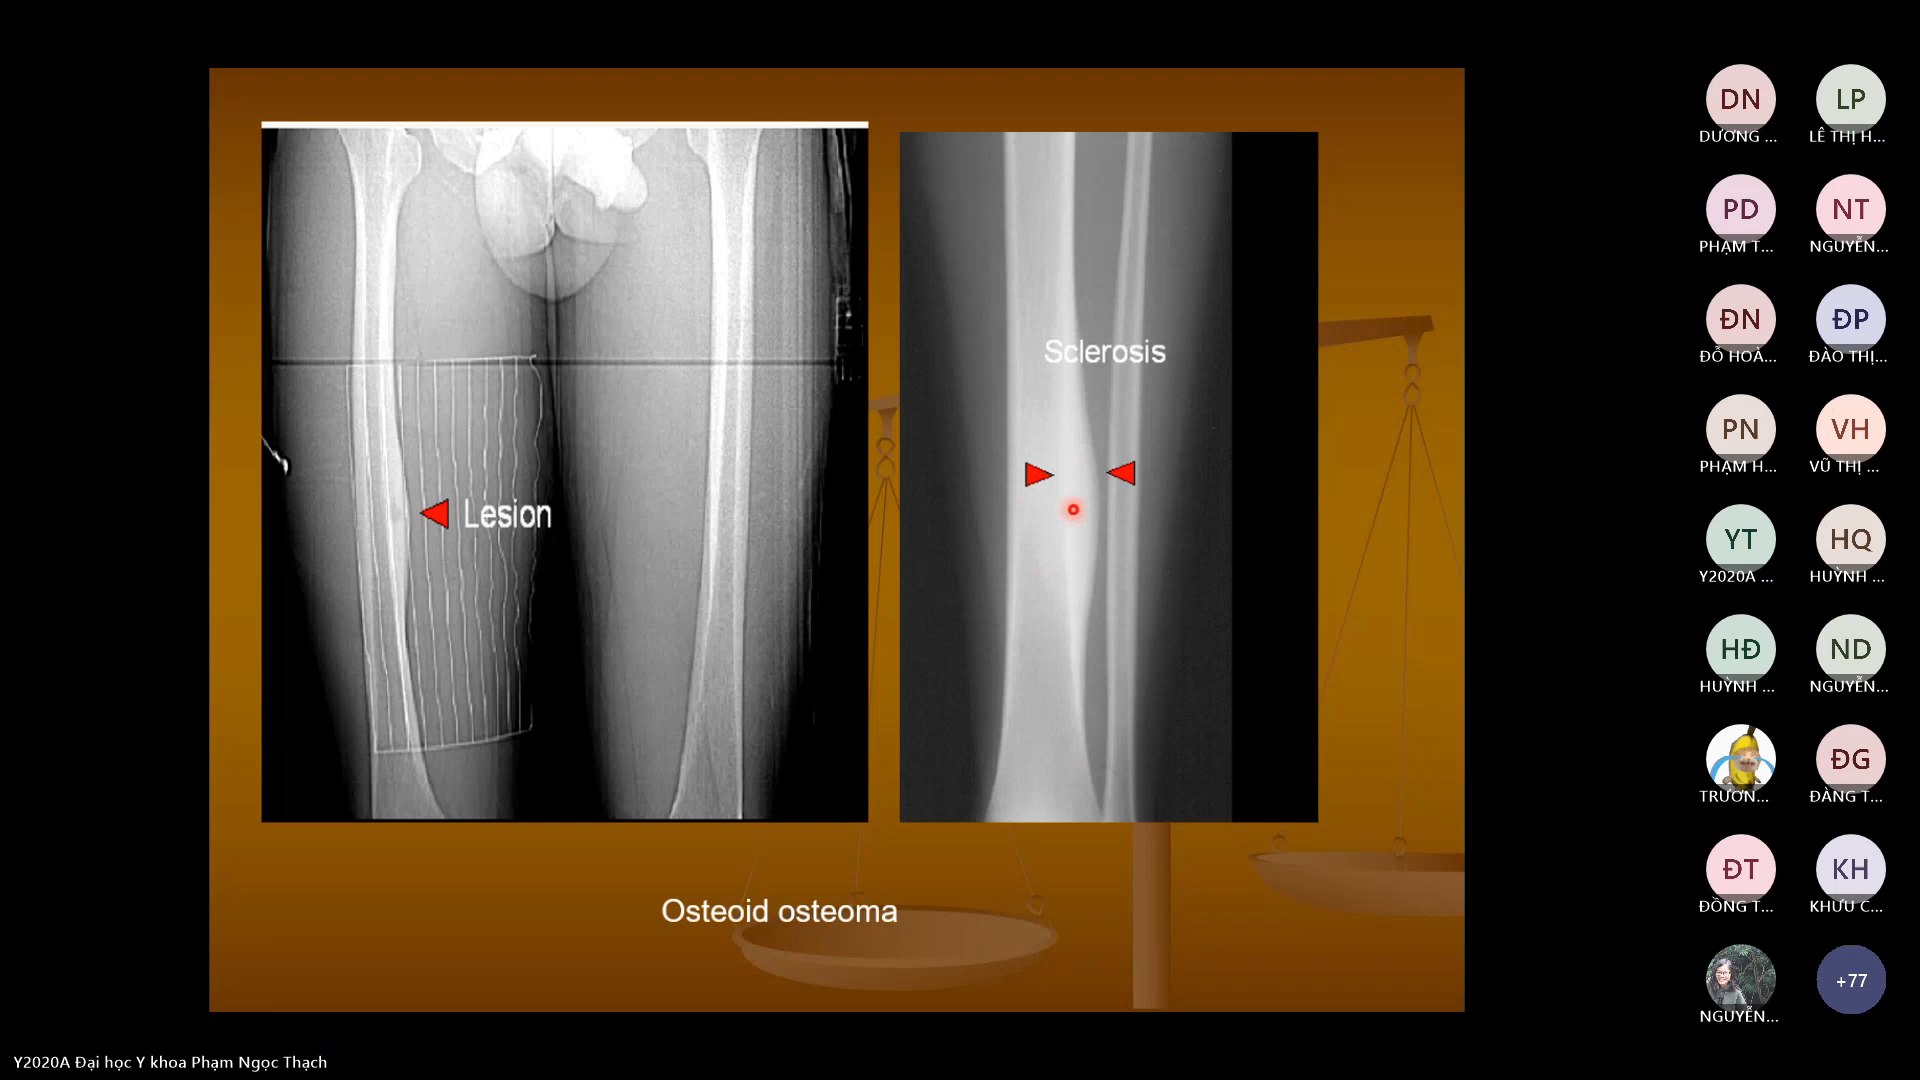 Sclerosis
Lesion
Osteoid osteoma
DN
DƯƠNG ...
LP
LÊ THỊ H...
PD
PHẠM T...
NT
NGUYỄN...
ĐN
ĐỖ HOÀ...
ĐP
ĐÀO THỊ...
PN
PHẠM H...
VH
VŨ THỊ ...
YT
Y2020A ...
HQ
HUỲNH ...
HĐ
HUỲNH ...
ND
NGUYỄN...
TRƯƠN...
ĐG
ĐÀNG T...
ĐT
ĐỒNG T...
KH
KHƯU C...
NGUYỄN...
+77
Y2020A Đại học Y khoa Phạm Ngọc Thạch